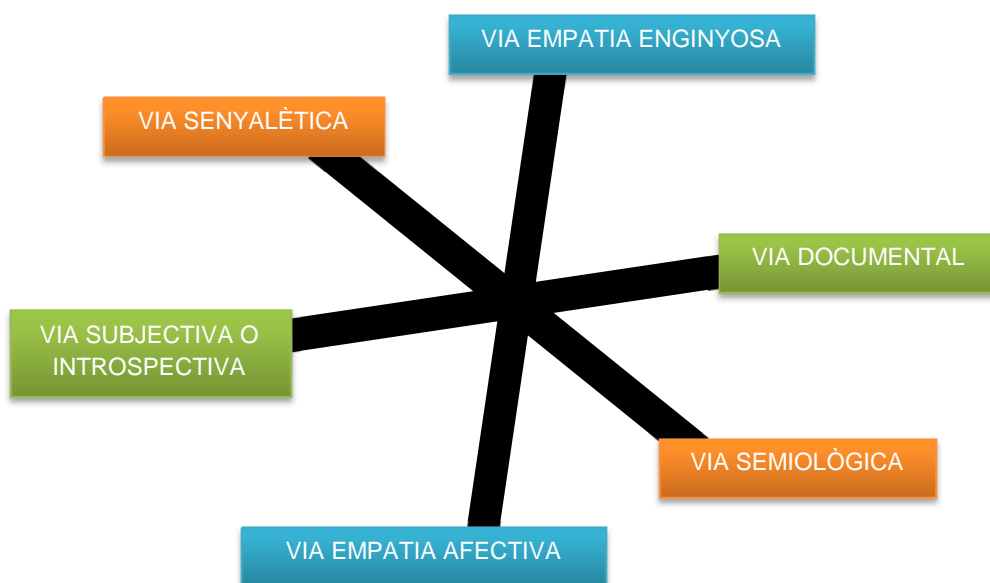 VIA EMPATIA ENGINYOSA
VIA SENYALÈTICA
VIA DOCUMENTAL
VIA SUBJECTIVA O
INTROSPECTIVA
VIA SEMIOLÒGICA
VIA EMPATIA AFECTIVA